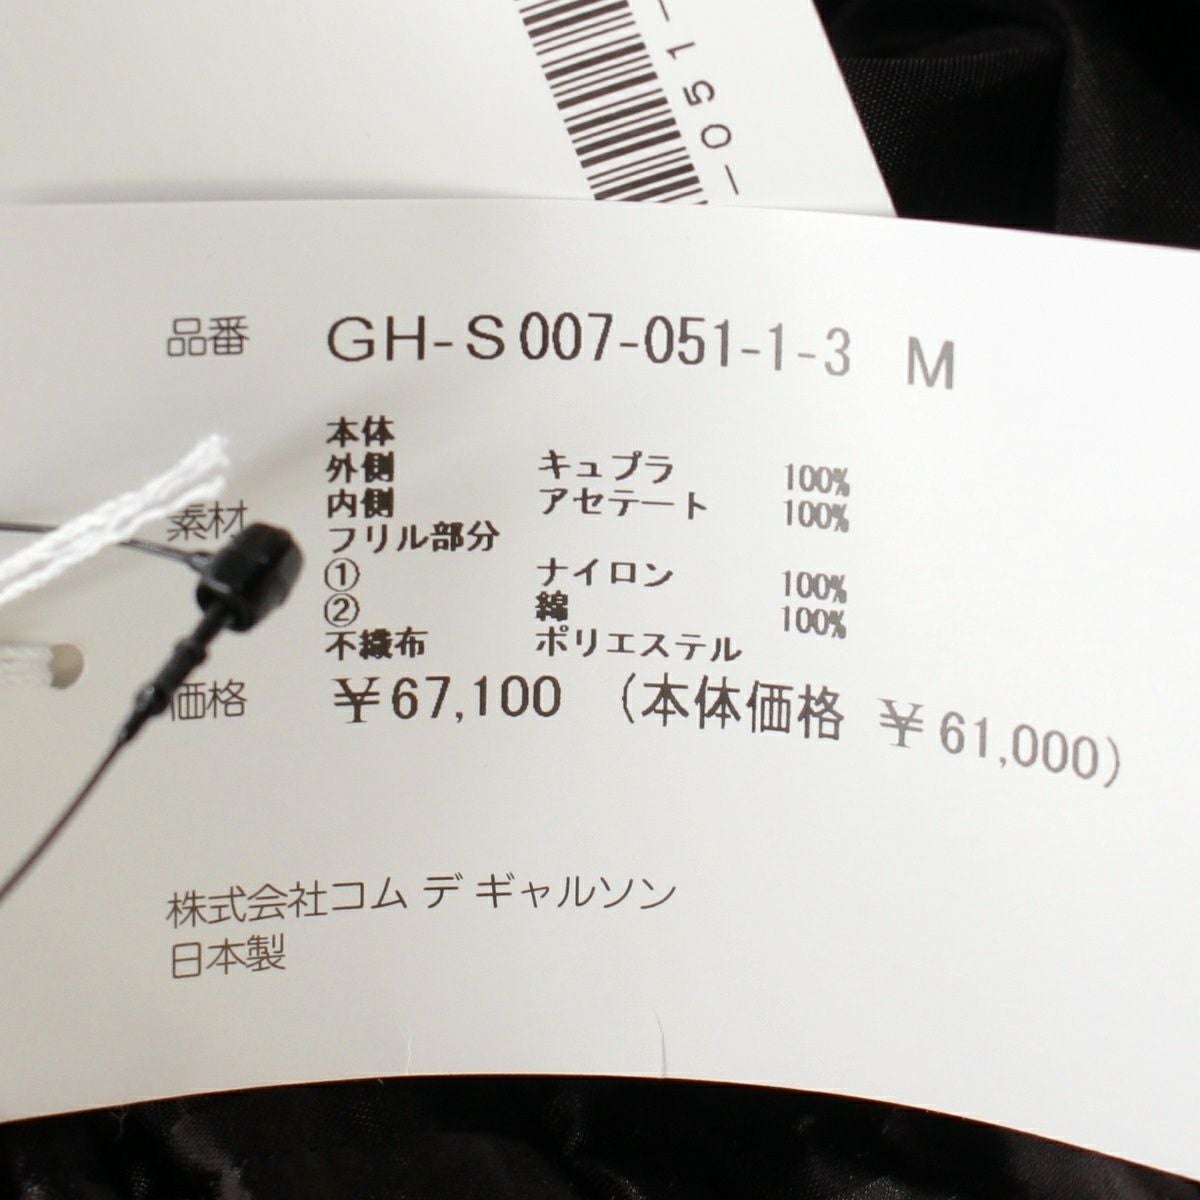 -051-
品番 GH-S007-051-1-3 M
本体
外側 キュプラ 100%
内側 アセテート 100%
素材 フリル部分
① ナイロン 100%
② 綿 100%
不織布 ポリエステル
価格 ¥67,100 (本体価格 ¥61,000)
株式会社コム デ ギャルソン
日本製